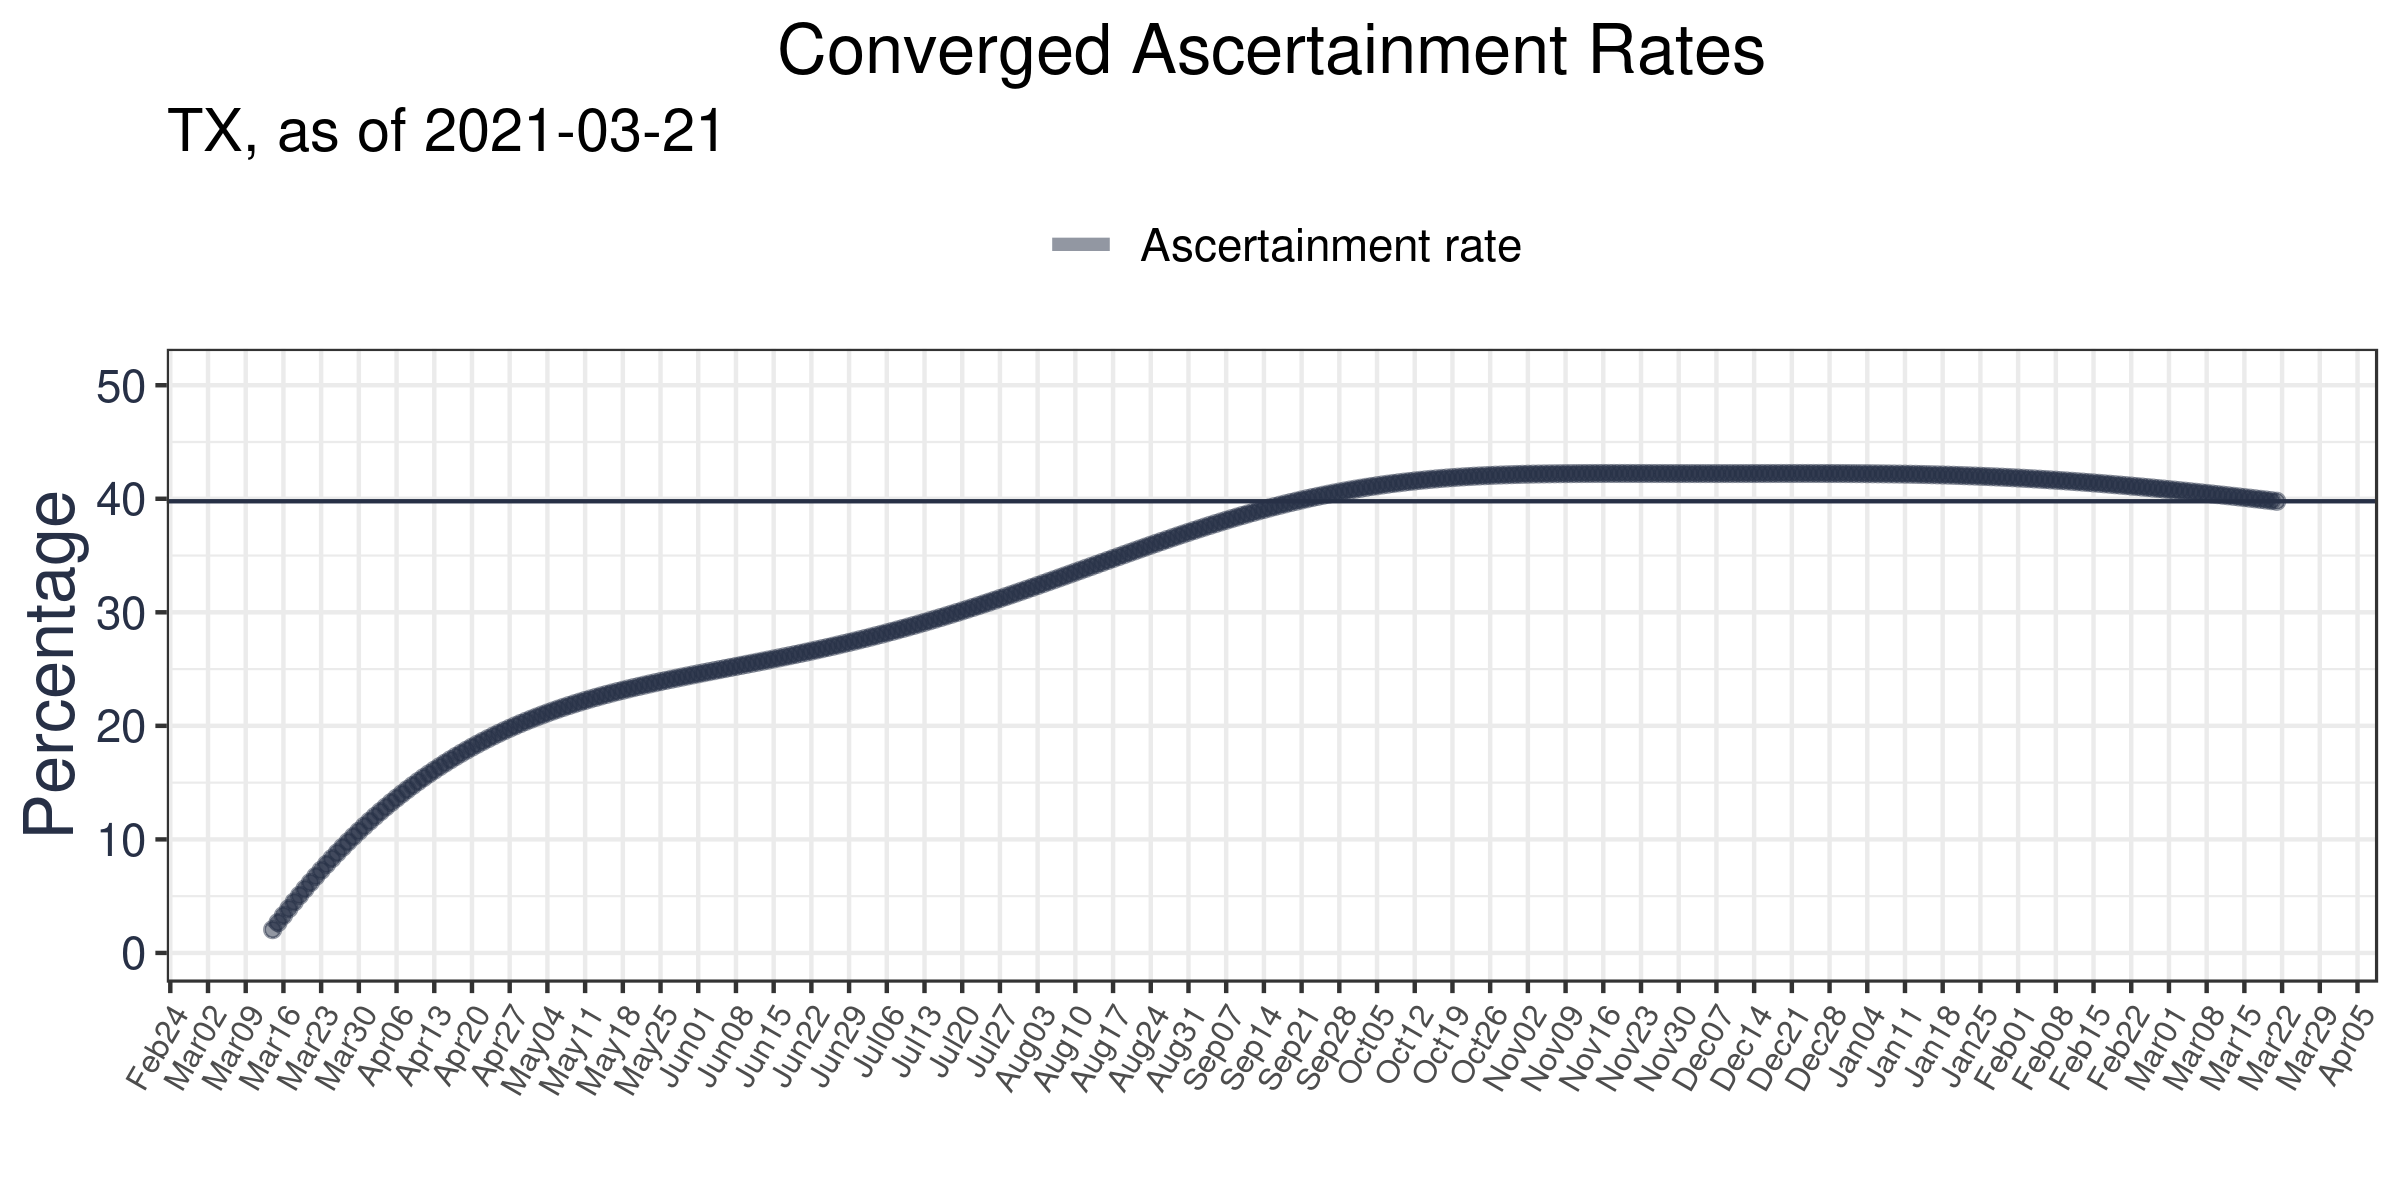 Converged Ascertainment Rates
TX, as of 2021-03-21
Ascertainment rate
Percentage
50
40
30
20
10
0
Feb24
Mar02
Mar09
Mar16
Mar23
Mar30
Apr06
Apr13
Apr20
Apr27
May04
May11
May18
May25
Jun01
Jun08
Jun15
Jun22
Jun29
Jul06
Jul13
Jul20
Jul27
Aug03
Aug10
Aug17
Aug24
Aug31
Sep07
Sep14
Sep21
Sep28
Oct05
Oct12
Oct19
Oct26
Nov02
Nov09
Nov16
Nov23
Nov30
Dec07
Dec14
Dec21
Dec28
Jan04
Jan11
Jan18
Jan25
Feb01
Feb08
Feb15
Feb22
Mar01
Mar08
Mar15
Mar22
Mar29
Apr05